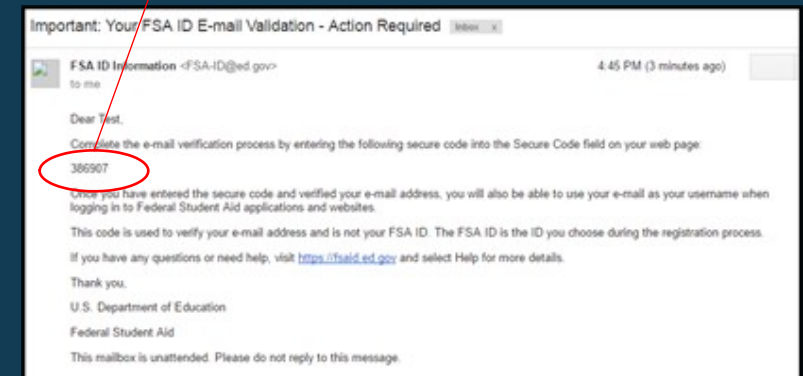 Important: Your FSA ID E-mail Validation - Action Required Inbox x
FSA ID Information <FSA-ID@ed.gov> 4:45 PM (3 minutes ago)
to me
Dear Test,
Complete the e-mail verification process by entering the following secure code into the Secure Code field on your web page:
386907
Once you have entered the secure code and verified your e-mail address, you will also be able to use your e-mail as your username when
logging in to Federal Student Aid applications and websites.
This code is used to verify your e-mail address and is not your FSA ID. The FSA ID is the ID you choose during the registration process.
If you have any questions or need help, visit https://fsaid.ed.gov and select Help for more details.
Thank you,
U.S. Department of Education
Federal Student Aid
This mailbox is unattended. Please do not reply to this message.